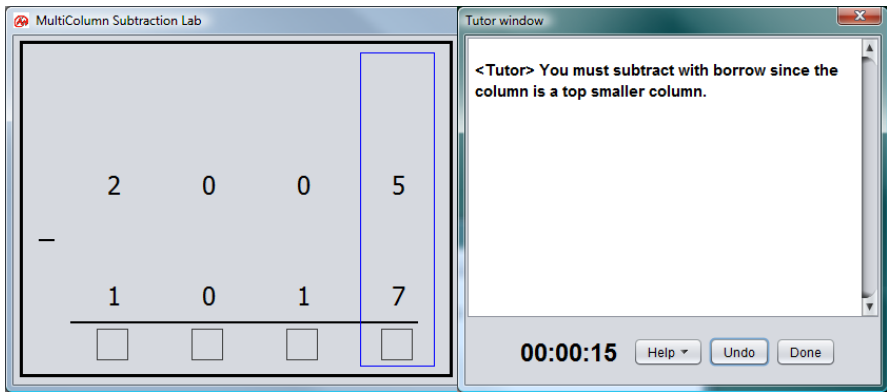 MultiColumn Subtraction Lab
2 0 0 5
−
1 0 1 7
Tutor window
<Tutor> You must subtract with borrow since the
column is a top smaller column.
00:00:15 Help Undo Done